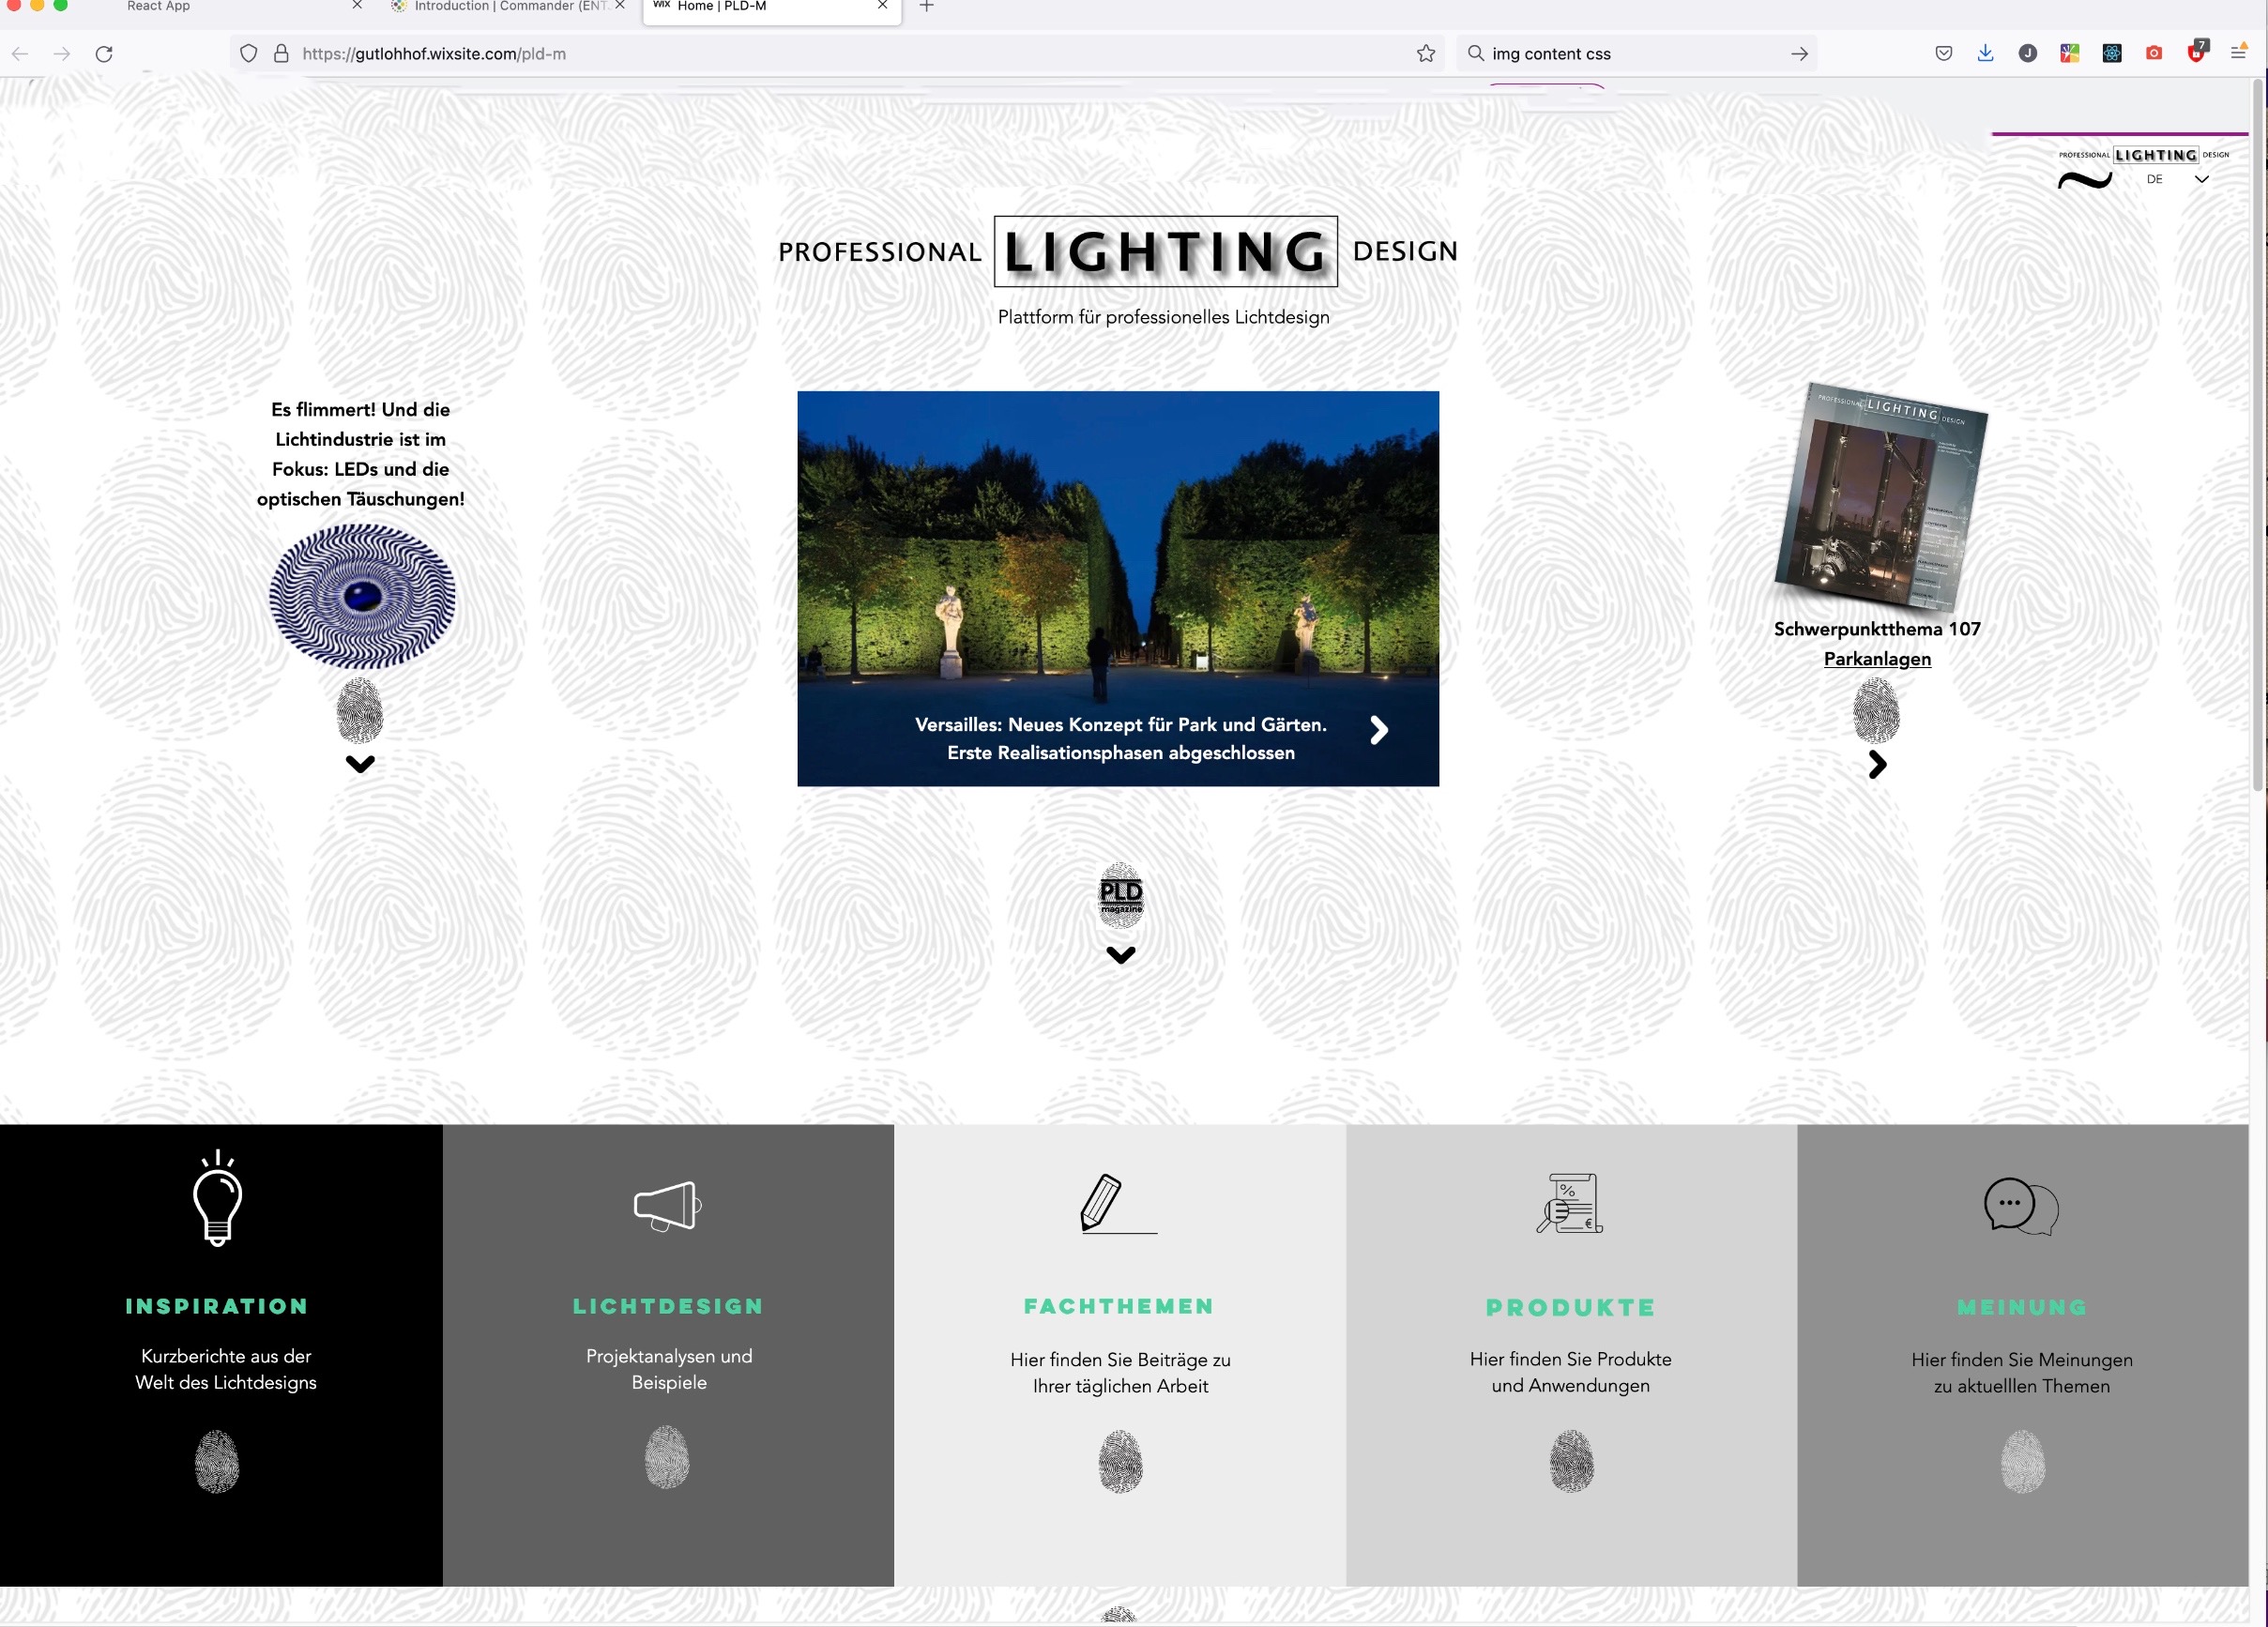 React App
Introduction | Commander (ENT.
WIX Home | PLD-M
https://gutlohhof.wixsite.com/pld-m
img content css
J
7
PROFESSIONAL LIGHTING DESIGN
DE
PROFESSIONAL LIGHTING DESIGN
Plattform für professionelles Lichtdesign
Es flimmert! Und die
Lichtindustrie ist im
Fokus: LEDs und die
optischen Täuschungen!
Versailles: Neues Konzept für Park und Gärten.
Erste Realisationsphasen abgeschlossen
PROFESSIONAL LIGHTING DESIGN
Schwerpunktthema 107
Parkanlagen
PLD
magazine
INSPIRATION
Kurzberichte aus der
Welt des Lichtdesigns
LICHTDESIGN
Projektanalysen und
Beispiele
FACHTHEMEN
Hier finden Sie Beiträge zu
Ihrer täglichen Arbeit
% €
PRODUKTE
Hier finden Sie Produkte
und Anwendungen
MEINUNG
Hier finden Sie Meinungen
zu aktuelllen Themen